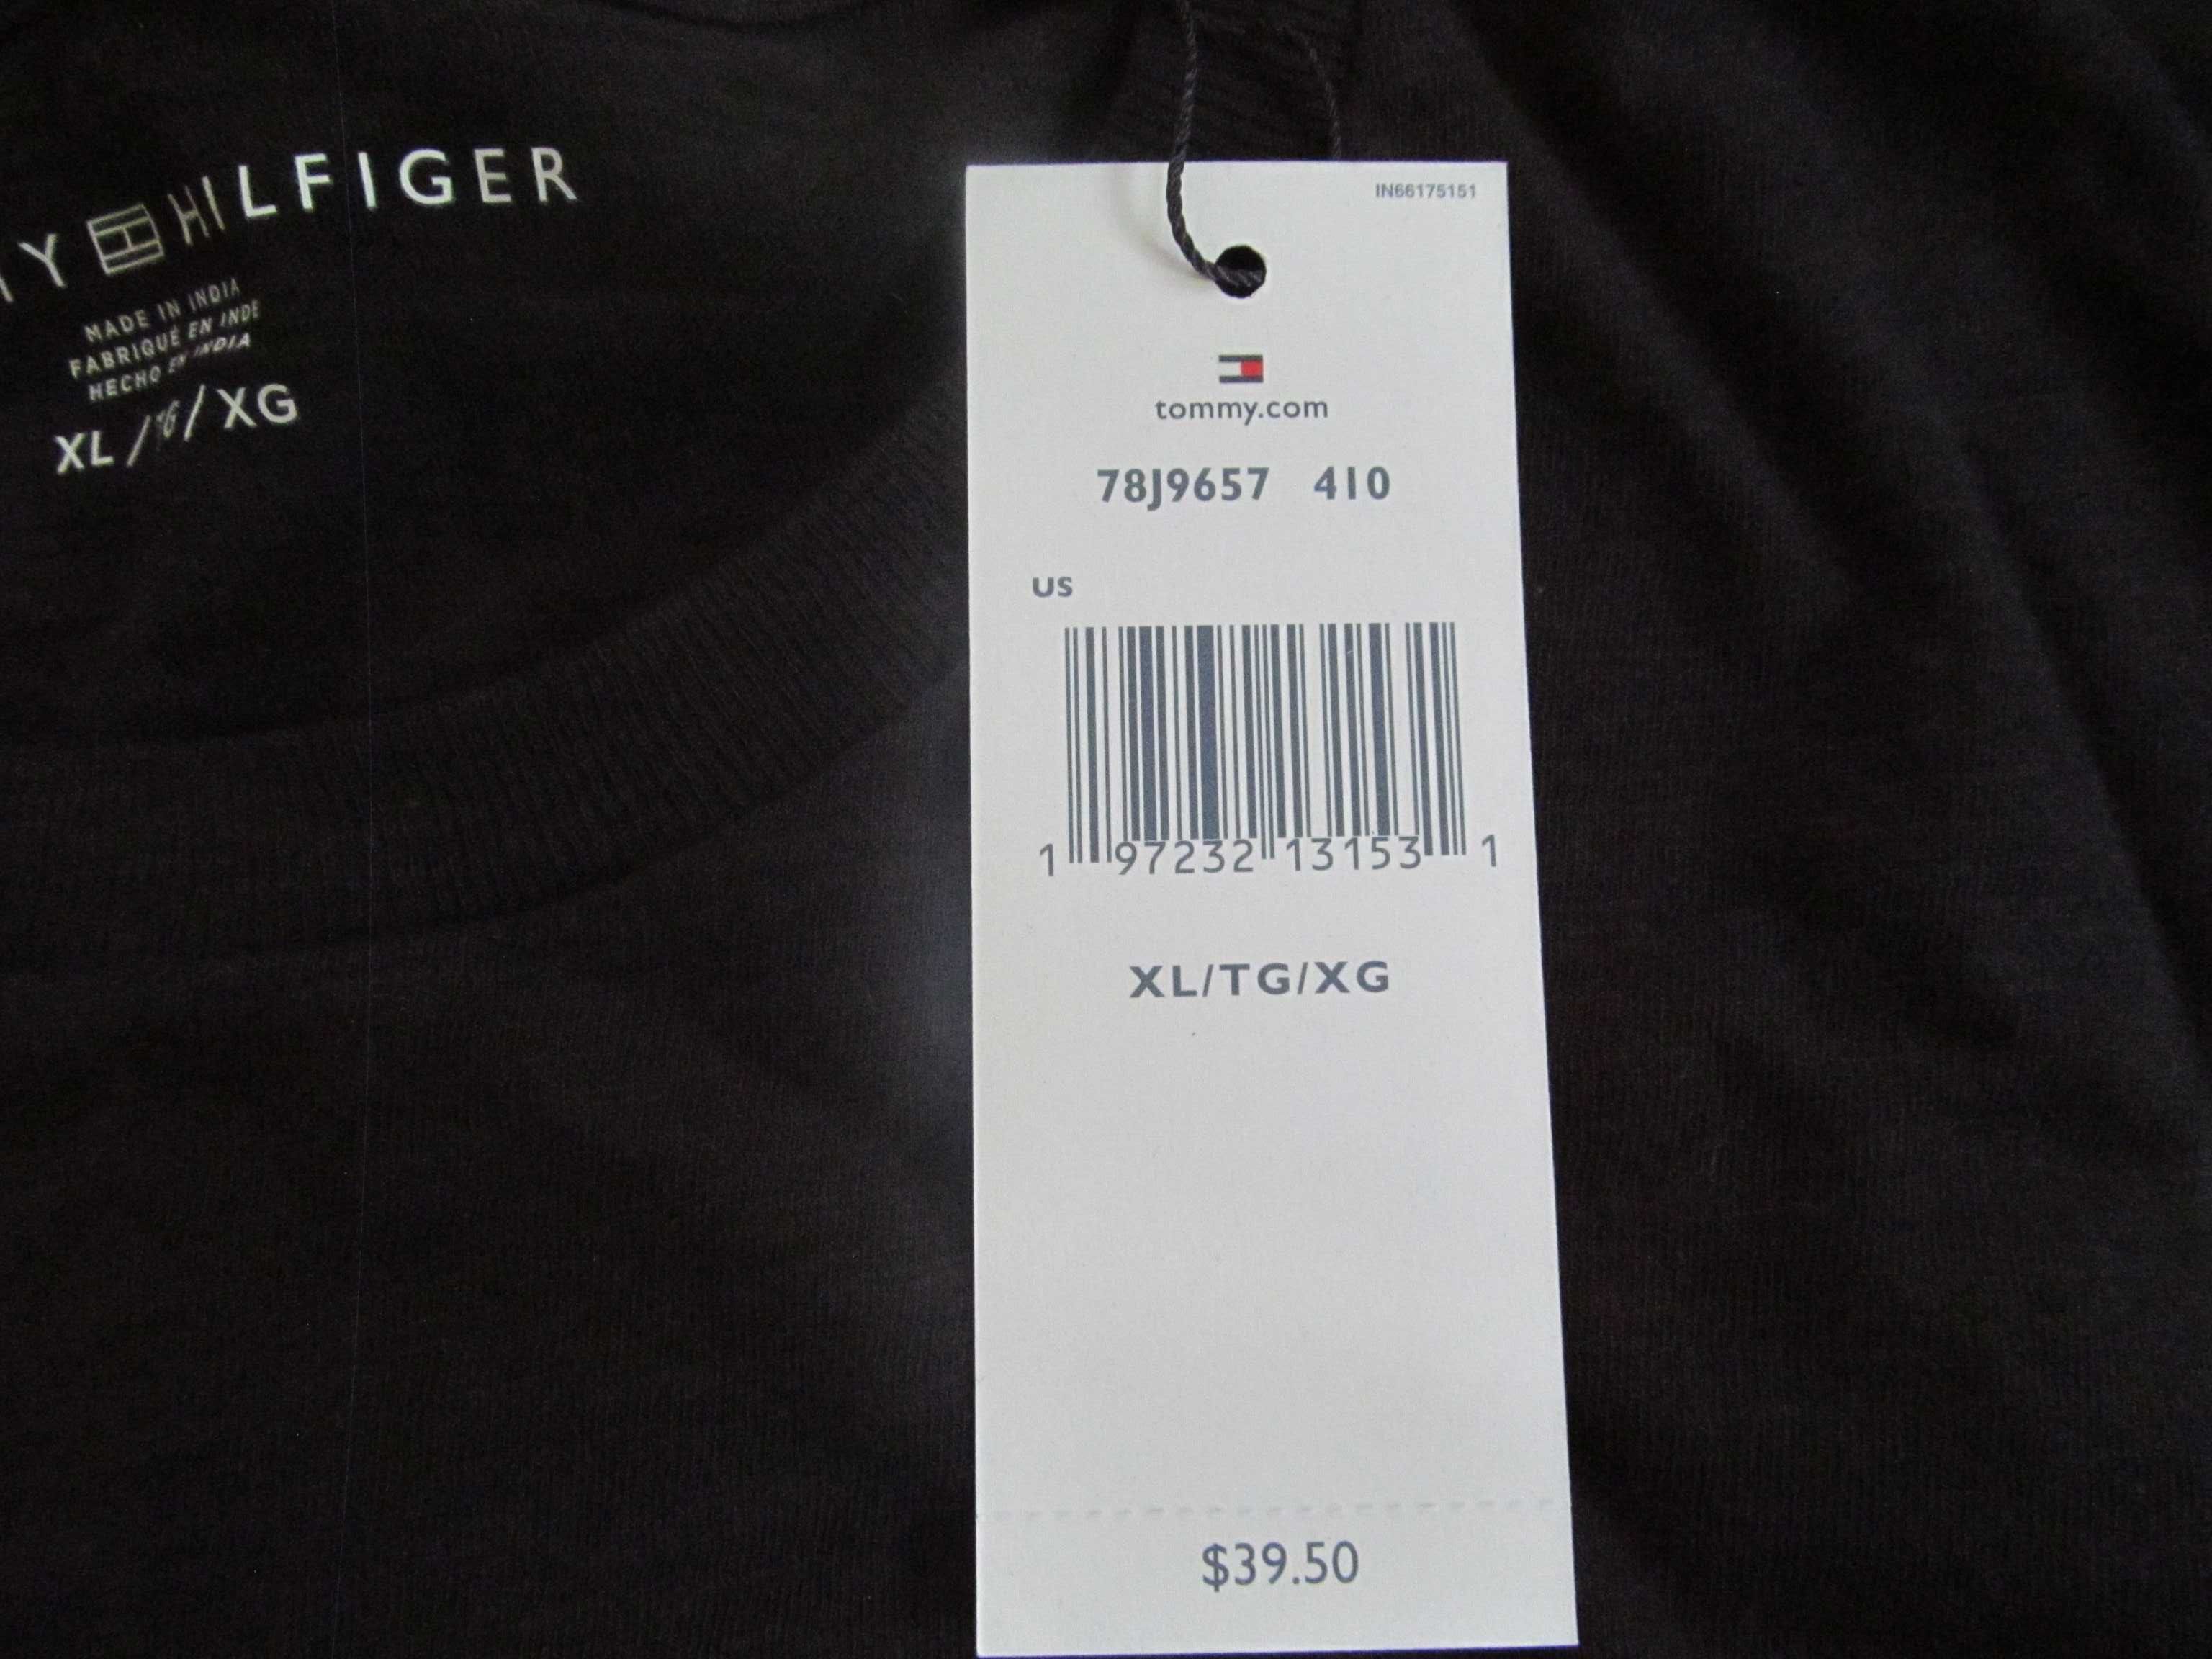 Y HILFIGER
MADE IN INDIA
FABRIQUÉ EN INDE
HECHO EN INDIA
XL/TG/XG
IN66175151
tommy.com
78J9657 410
US
1 97232 13153 1
XL/TG/XG
$39.50